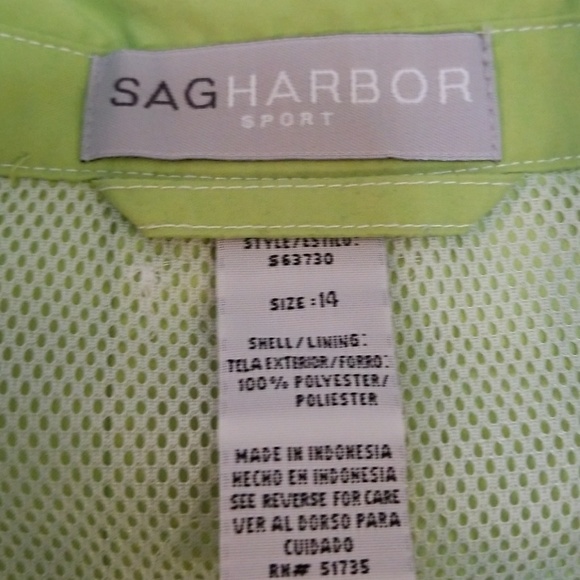 SAGHARBOR
SPORT
STYLE/ESTILO:
S63730
SIZE:14
SHELL/LINING:
TELA EXTERIOR/FORRO:
100% POLYESTER/
POLIESTER
MADE IN INDONESIA
HECHO EN INDONESIA
SEE REVERSE FOR CARE
VER AL DORSO PARA
CUIDADO
RN# 51735